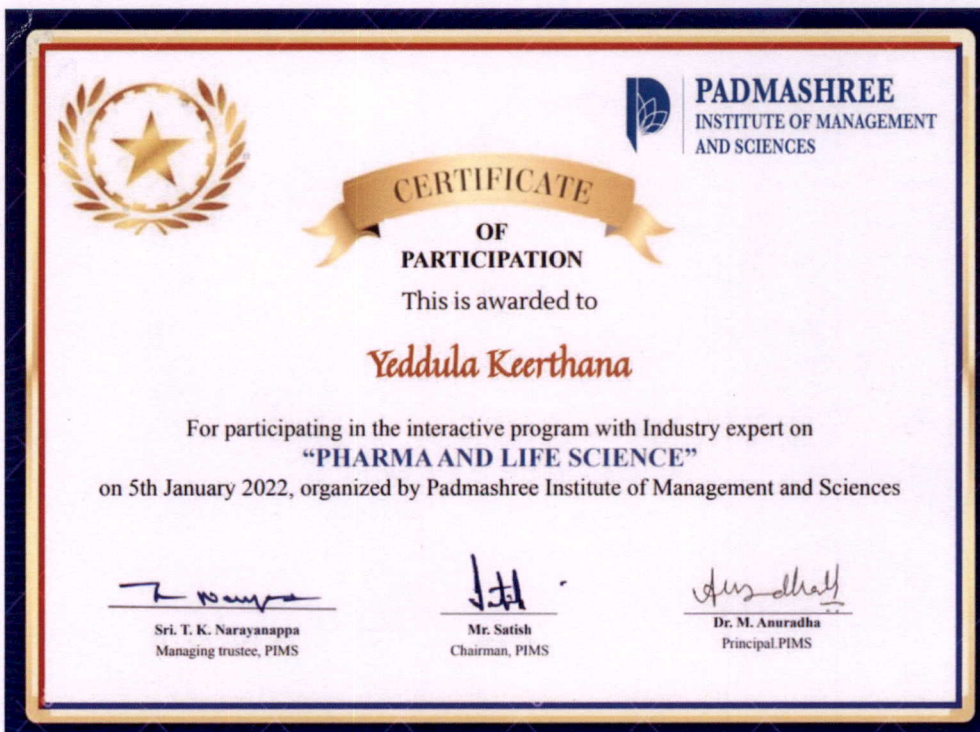 PADMASHREE
INSTITUTE OF MANAGEMENT
AND SCIENCES
CERTIFICATE
OF
PARTICIPATION
This is awarded to
Yeddula Keerthana
For participating in the interactive program with Industry expert on
“PHARMA AND LIFE SCIENCE”
on 5th January 2022, organized by Padmashree Institute of Management and Sciences
Sri. T. K. Narayanappa
Managing trustee, PIMS
Satish
Mr. Satish
Chairman, PIMS
Dr. M. Anuradha
Principal.PIMS